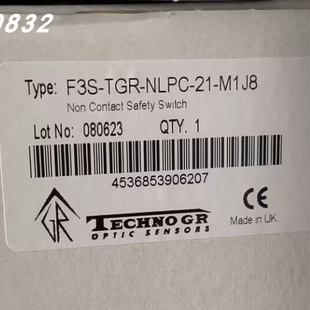 0832
Type: F3S-TGR-NLPC-21-M1J8
Non Contact Safety Switch
Lot No: 080623 QTY. 1
4536853906207
GR
TECHNO GR
OPTIC SENSORS
CE
Made in UK